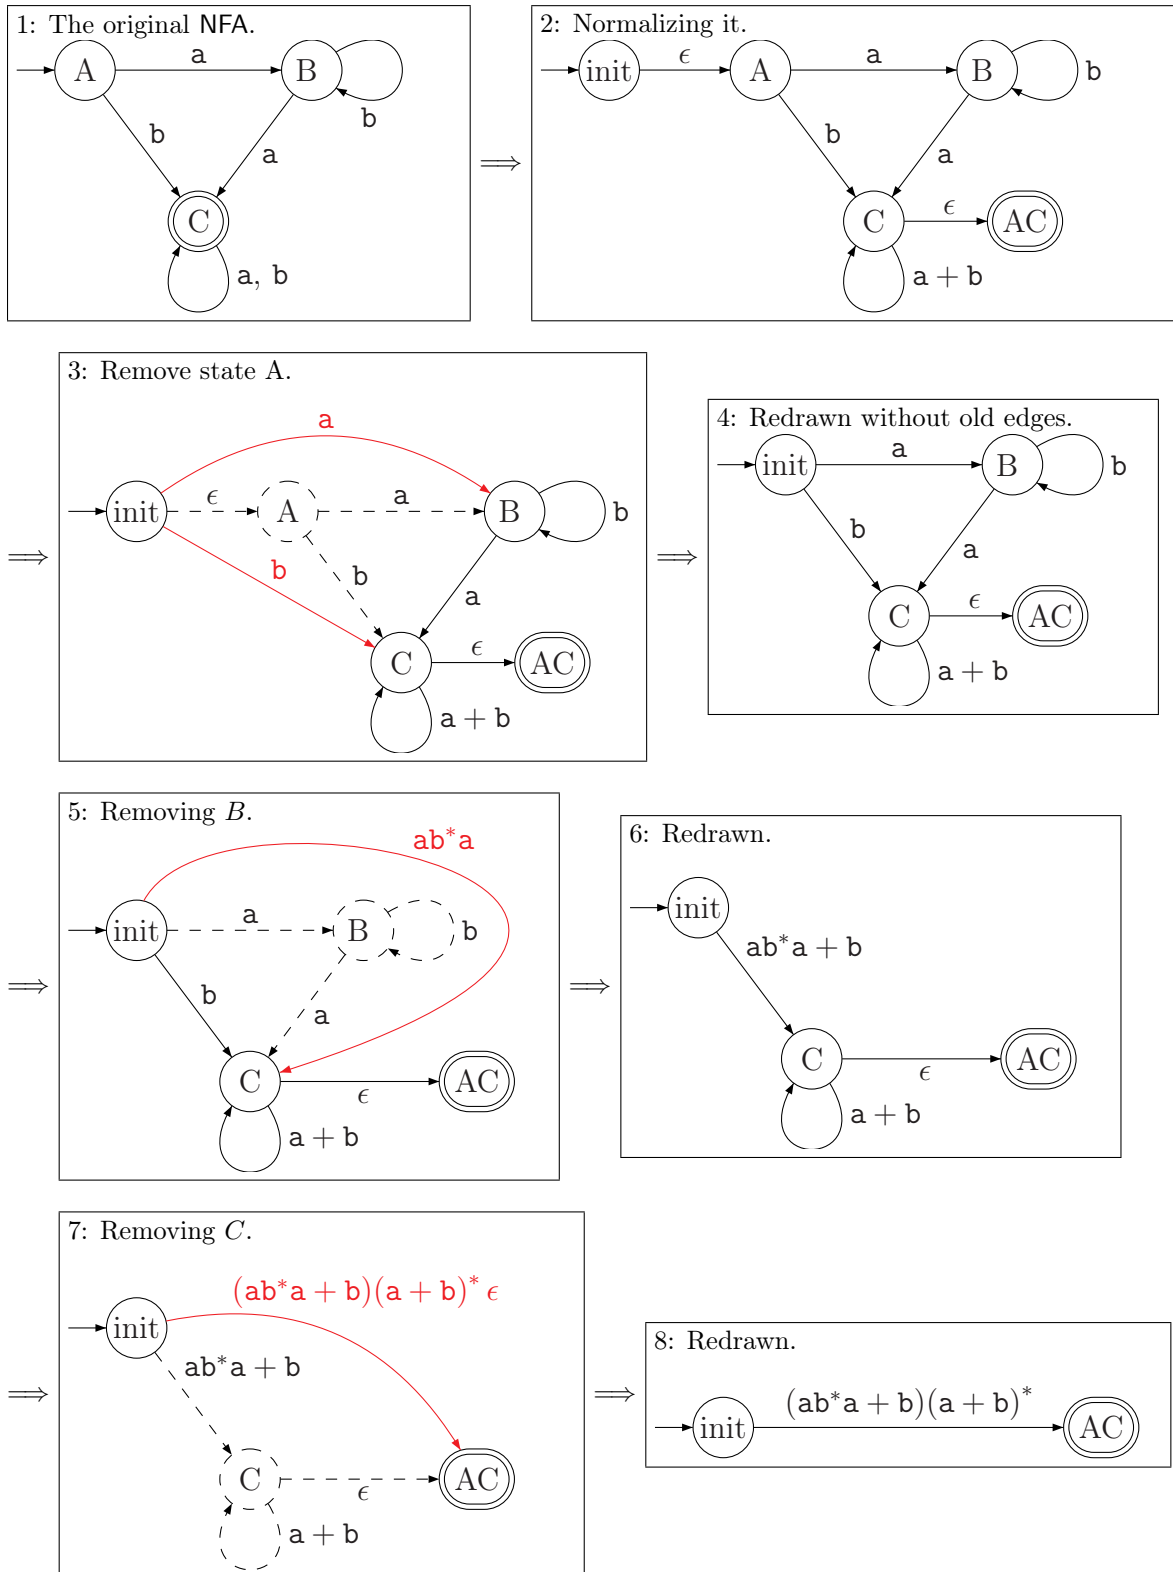 1: The original NFA.
A
a
B
b
b
a
C
a, b
⟹
2: Normalizing it.
init
ϵ
A
a
B
b
b
a
C
ϵ
AC
a + b
⟹
3: Remove state A.
a
init
ϵ
A
a
B
b
b
b
a
C
ϵ
AC
a + b
⟹
4: Redrawn without old edges.
init
a
B
b
b
a
C
ϵ
AC
a + b
⟹
5: Removing B.
ab*a
init
a
B
b
b
a
C
ϵ
AC
a + b
⟹
6: Redrawn.
init
ab*a + b
C
ϵ
AC
a + b
⟹
7: Removing C.
(ab*a + b)(a + b)* ϵ
init
ab*a + b
C
ϵ
AC
a + b
⟹
8: Redrawn.
(ab*a + b)(a + b)*
init
AC